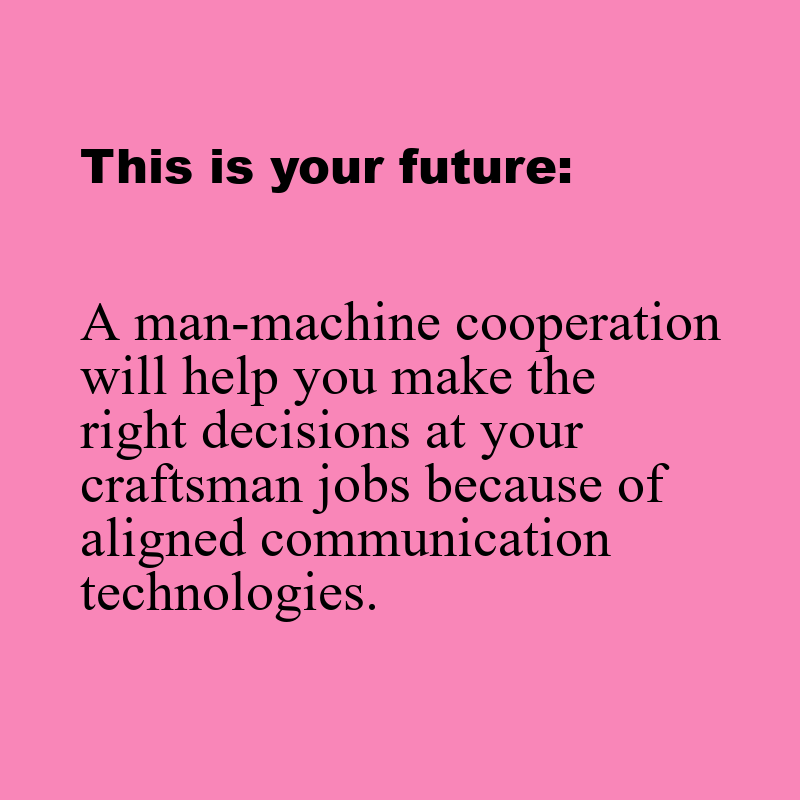 This is your future:
A man-machine cooperation
will help you make the
right decisions at your
craftsman jobs because of
aligned communication
technologies.